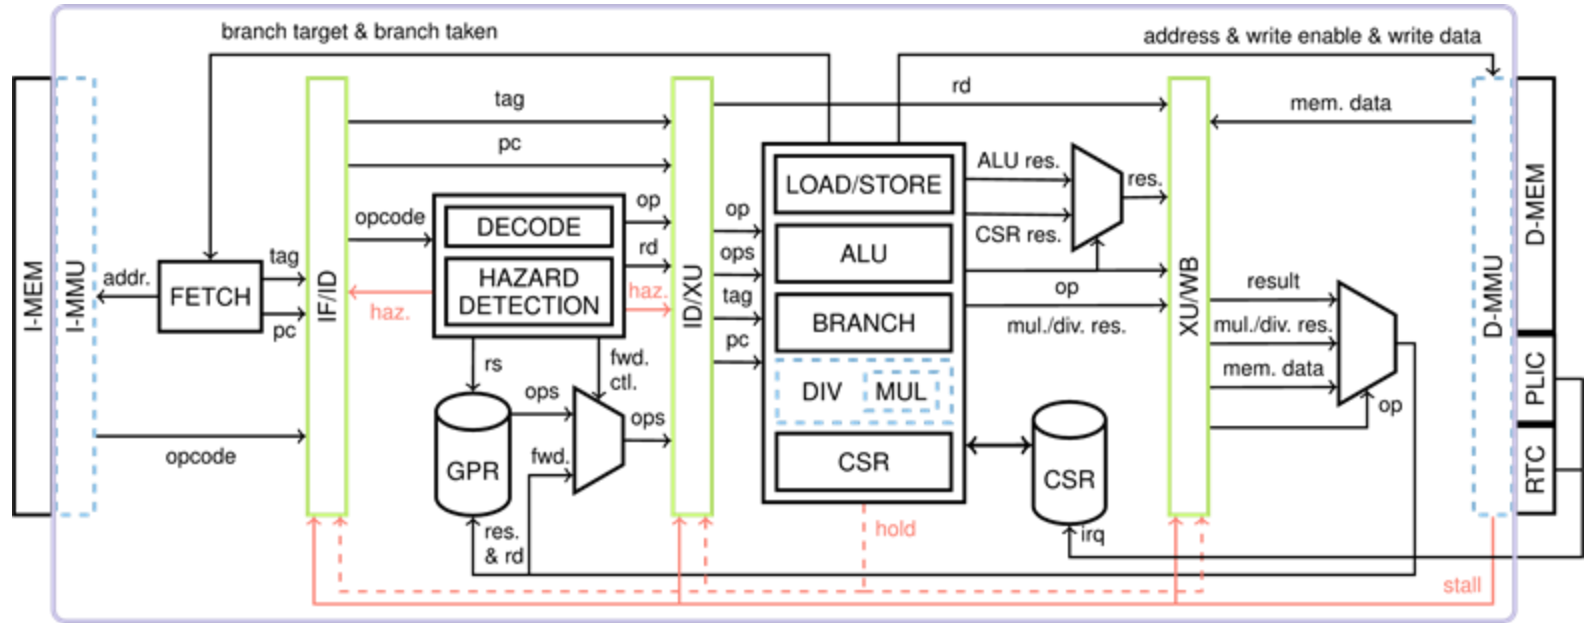 branch target & branch taken
address & write enable & write data
I-MEM
I-MMU
addr.
FETCH
tag
pc
opcode
IF/ID
tag
pc
opcode
haz.
DECODE
HAZARD
DETECTION
op
rd
haz.
rs
fwd.
ctl.
GPR
ops
fwd.
ops
res.
& rd
ID/XU
rd
op
ops
tag
pc
LOAD/STORE
ALU
BRANCH
DIV
MUL
CSR
hold
ALU res.
CSR res.
res.
op
mul./div. res.
CSR
irq
XU/WB
mem. data
result
mul./div. res.
mem. data
op
D-MMU
D-MEM
PLIC
RTC
stall